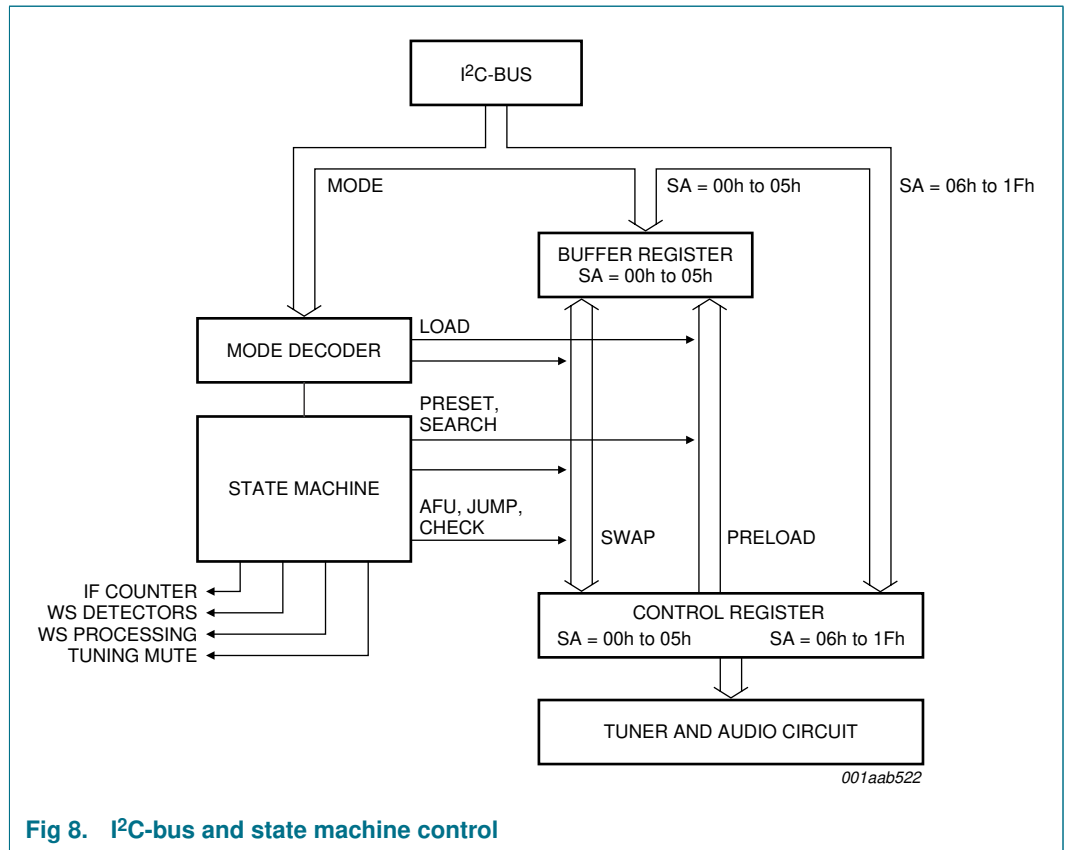 I²C-BUS
MODE
SA = 00h to 05h
SA = 06h to 1Fh
BUFFER REGISTER
SA = 00h to 05h
LOAD
MODE DECODER
PRESET,
SEARCH
STATE MACHINE
AFU, JUMP,
CHECK
SWAP
PRELOAD
IF COUNTER
WS DETECTORS
WS PROCESSING
TUNING MUTE
CONTROL REGISTER
SA = 00h to 05h
SA = 06h to 1Fh
TUNER AND AUDIO CIRCUIT
001aab522
Fig 8. I²C-bus and state machine control